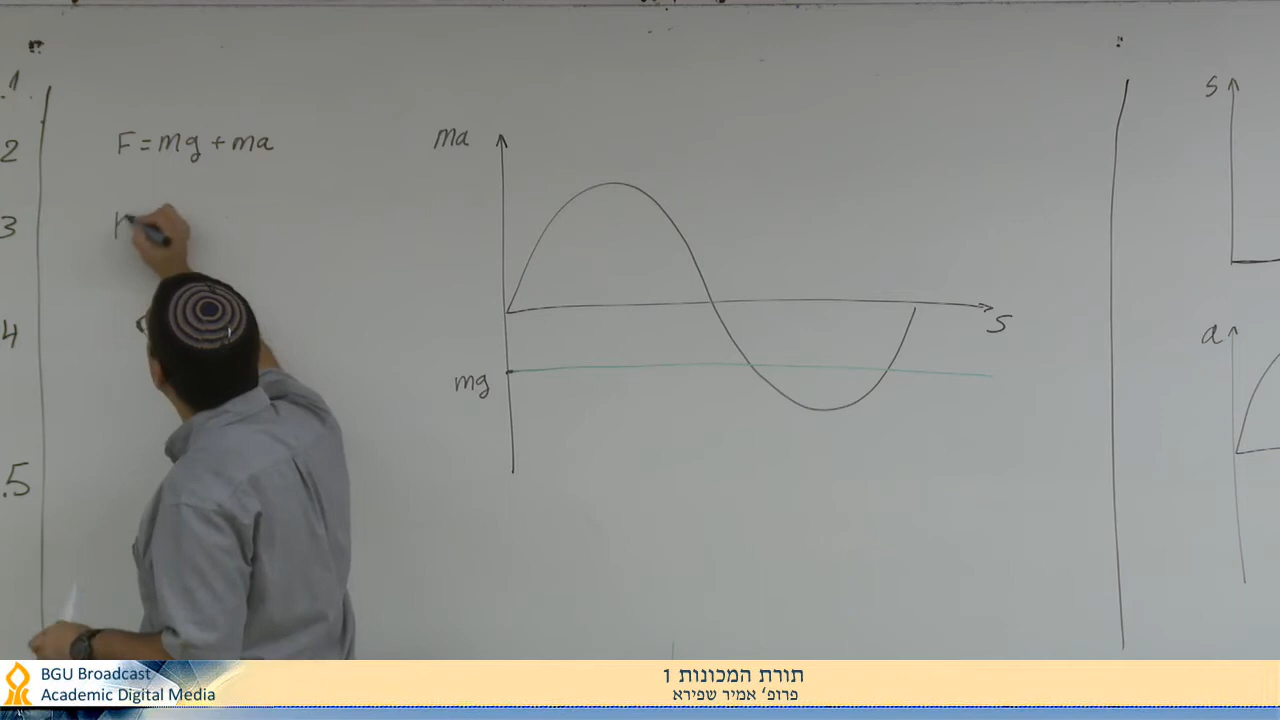 .1
2
3
4
.5
F=mg+ma
ma
s
mg
s
a
BGU Broadcast
Academic Digital Media
תורת המכונות 1
פרופ' אמיר שפירא